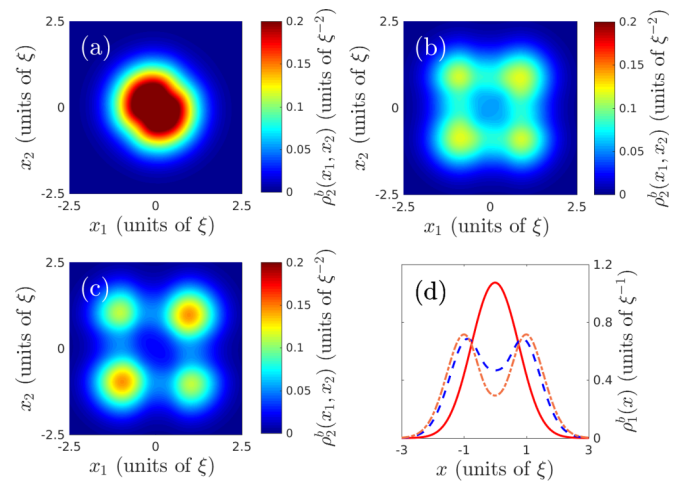 2.5
(a)
0
-2.5
-2.5 0 2.5
x₁ (units of ξ)
x₂ (units of ξ)
0.2
0.15
0.1
0.05
0
ρ₂ᵇ(x₁, x₂) (units of ξ⁻²)
2.5
(b)
0
-2.5
-2.5 0 2.5
x₁ (units of ξ)
x₂ (units of ξ)
0.2
0.15
0.1
0.05
0
ρ₂ᵇ(x₁, x₂) (units of ξ⁻²)
2.5
(c)
0
-2.5
-2.5 0 2.5
x₁ (units of ξ)
x₂ (units of ξ)
0.2
0.15
0.1
0.05
0
ρ₂ᵇ(x₁, x₂) (units of ξ⁻²)
(d)
1.2
0.8
0.4
0
-3 -1 1 3
x (units of ξ)
ρ₁ᵇ(x) (units of ξ⁻¹)